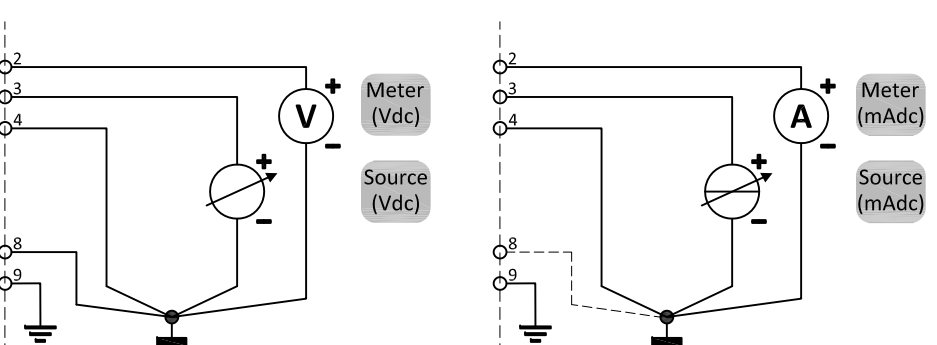 2
3
4
8
9
+
V
−
+
−
Meter
(Vdc)
Source
(Vdc)
2
3
4
8
9
+
A
−
+
−
Meter
(mAdc)
Source
(mAdc)